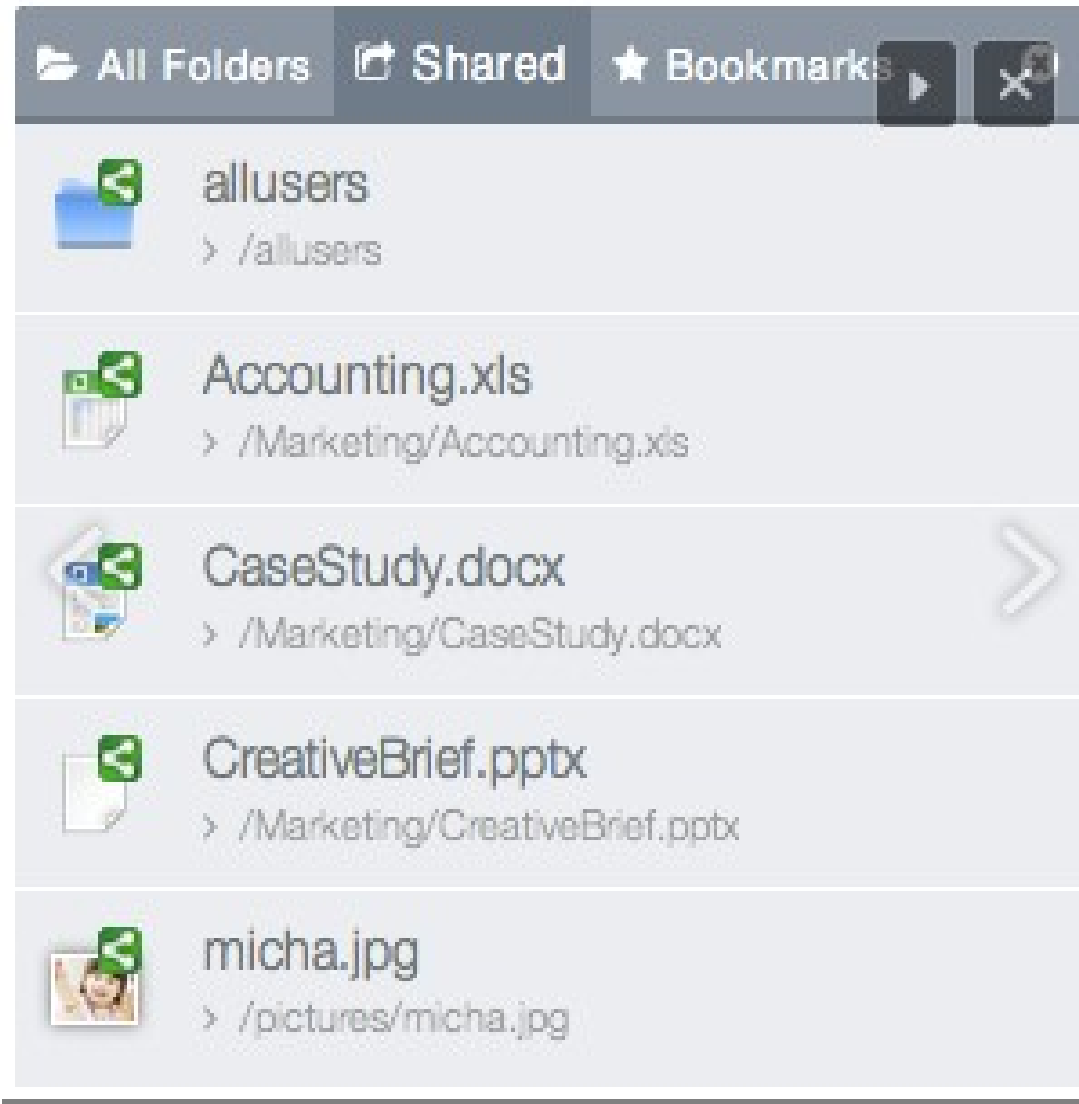 All Folders Shared Bookmarks
allusers
> /allusers
Accounting.xls
> /Marketing/Accounting.xls
CaseStudy.docx
> /Marketing/CaseStudy.docx
CreativeBrief.pptx
> /Marketing/CreativeBrief.pptx
micha.jpg
> /pictures/micha.jpg